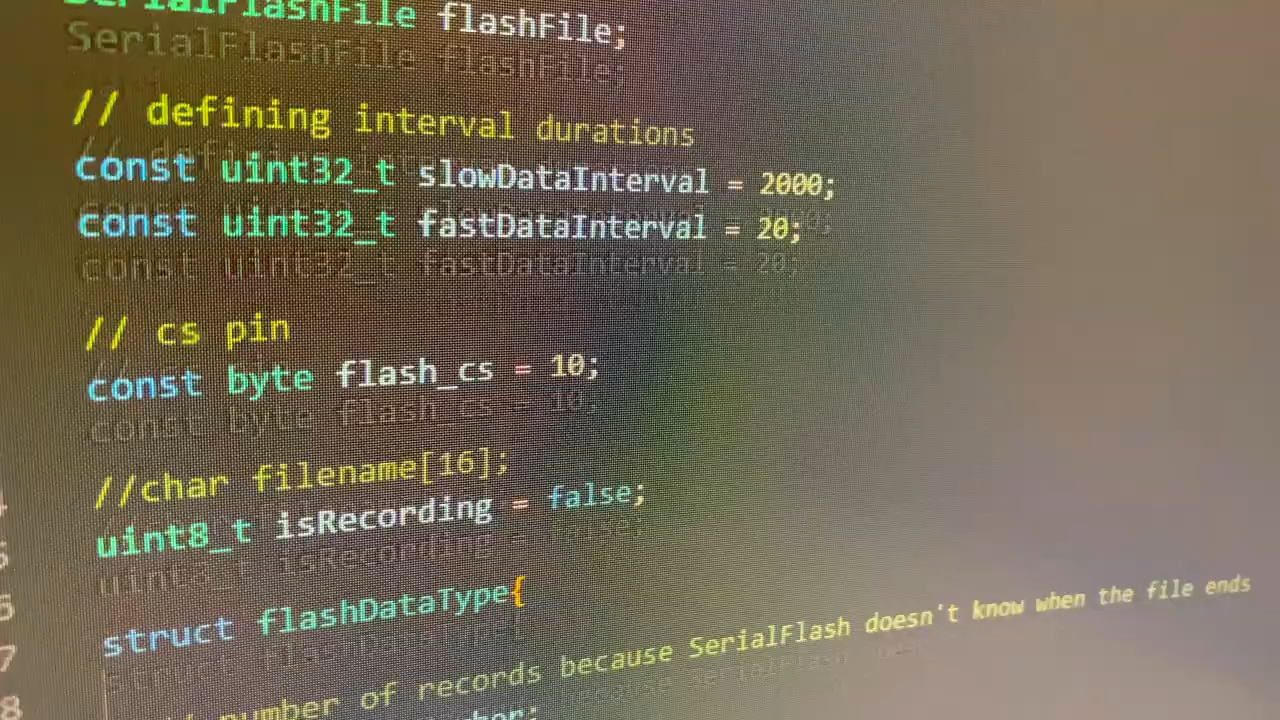 SerialFlashFile flashFile;
// defining interval durations
const uint32_t slowDataInterval = 2000;
const uint32_t fastDataInterval = 20;
// cs pin
const byte flash_cs = 10;
//char filename[16];
uint8_t isRecording = false;
struct flashDataType{
// number of records because SerialFlash doesn't know when the file ends